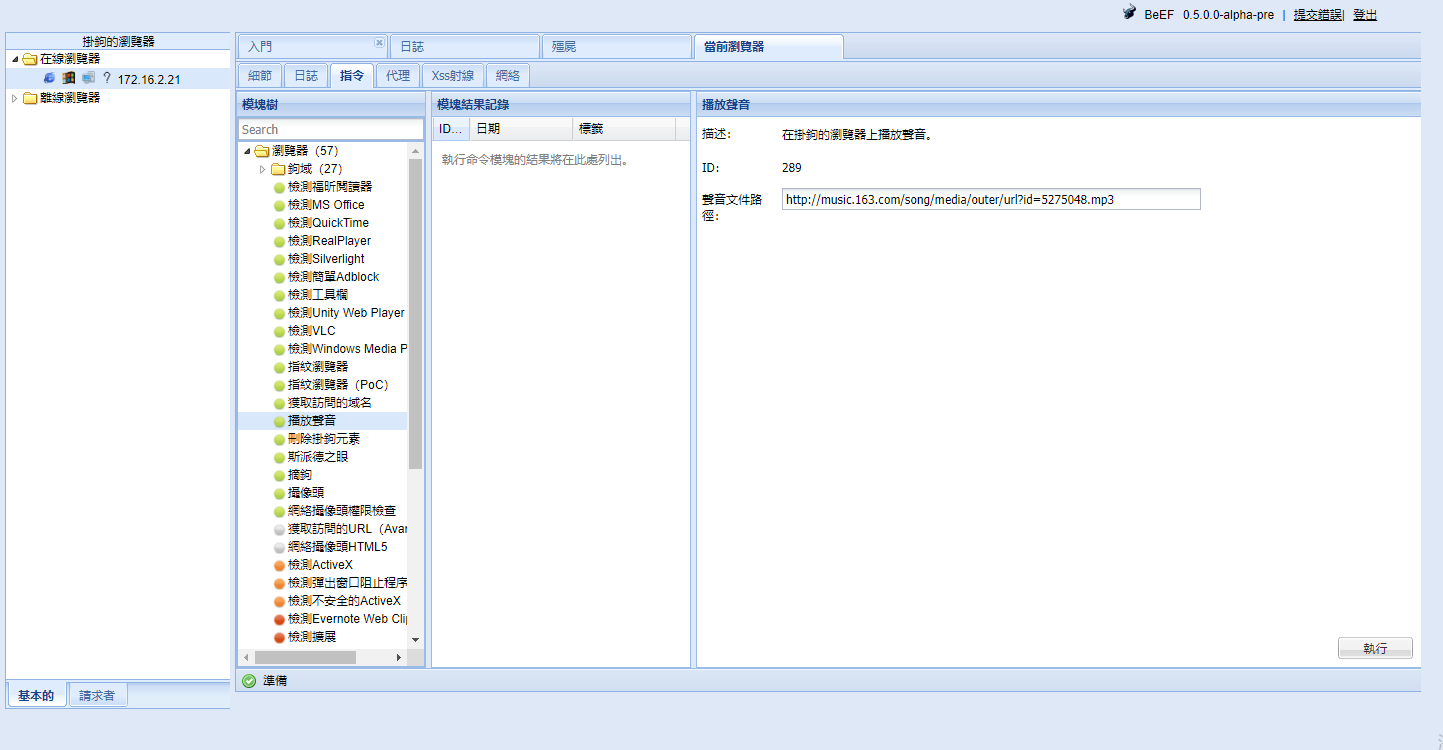 BeEF 0.5.0.0-alpha-pre | 提交錯誤| 登出
掛鉤的瀏覽器
在線瀏覽器
? 172.16.2.21
離線瀏覽器
基本的 請求者
入門 日誌 殭屍 當前瀏覽器
細節 日誌 指令 代理 Xss射線 網絡
模塊樹
Search
瀏覽器（57）
鉤域（27）
檢測福昕閱讀器
檢測MS Office
檢測QuickTime
檢測RealPlayer
檢測Silverlight
檢測簡單Adblock
檢測工具欄
檢測Unity Web Player
檢測VLC
檢測Windows Media P
指紋瀏覽器
指紋瀏覽器（PoC）
獲取訪問的域名
播放聲音
刪除掛鉤元素
斯派德之眼
摘鉤
攝像頭
網絡攝像頭權限檢查
獲取訪問的URL（Avar
網絡攝像頭HTML5
檢測ActiveX
檢測彈出窗口阻止程序
檢測不安全的ActiveX
檢測Evernote Web Clip
檢測擴展
模塊結果記錄
ID... 日期 標籤
執行命令模塊的結果將在此處列出。
播放聲音
描述： 在掛鉤的瀏覽器上播放聲音。
ID: 289
聲音文件路
徑： http://music.163.com/song/media/outer/url?id=5275048.mp3
執行
準備